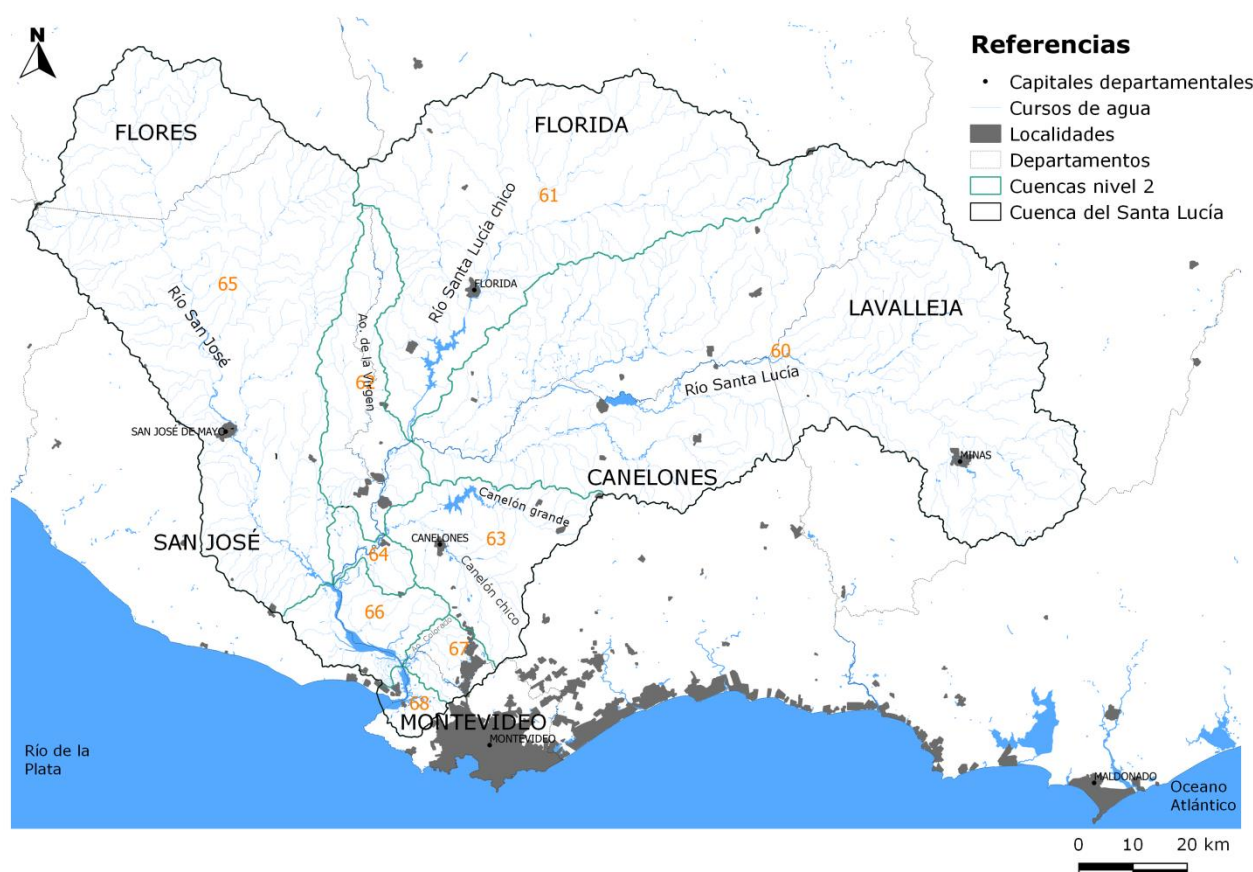 N
Referencias
Capitales departamentales
Cursos de agua
Localidades
Departamentos
Cuencas nivel 2
Cuenca del Santa Lucía
FLORES
FLORIDA
61
Río Santa Lucía chico
65
Río San José
FLORIDA
LAVALLEJA
Ao. de la Virgen
62
60
Río Santa Lucía
SAN JOSÉ DE MAYO
MINAS
CANELONES
Canelón grande
SAN JOSÉ
CANELONES
63
64
Canelón chico
66
Colorado
67
68
MONTEVIDEO
MONTEVIDEO
Río de la
Plata
MALDONADO
Oceano
Atlántico
0 10 20 km